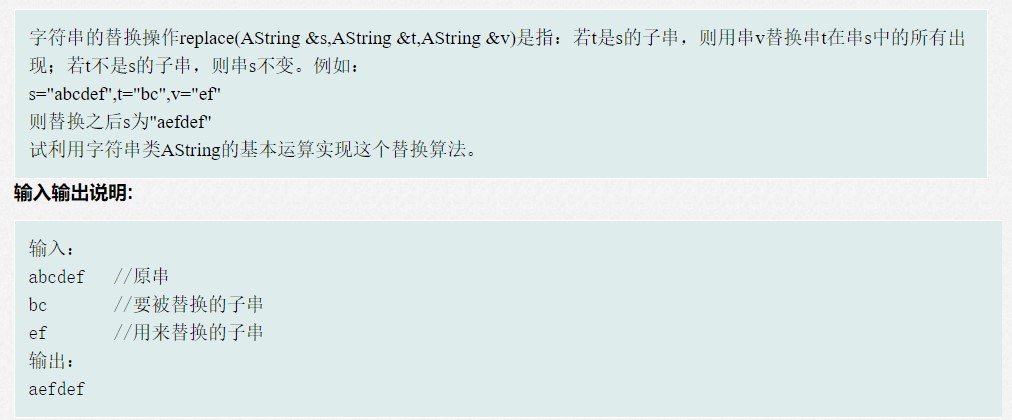 字符串的替换操作replace(AString &s,AString &t,AString &v)是指：若t是s的子串，则用串v替换串t在串s中的所有出
现；若t不是s的子串，则串s不变。例如：
s="abcdef",t="bc",v="ef"
则替换之后s为"aefdef"
试利用字符串类AString的基本运算实现这个替换算法。
输入输出说明:
输入：
abcdef   //原串
bc       //要被替换的子串
ef       //用来替换的子串
输出：
aefdef